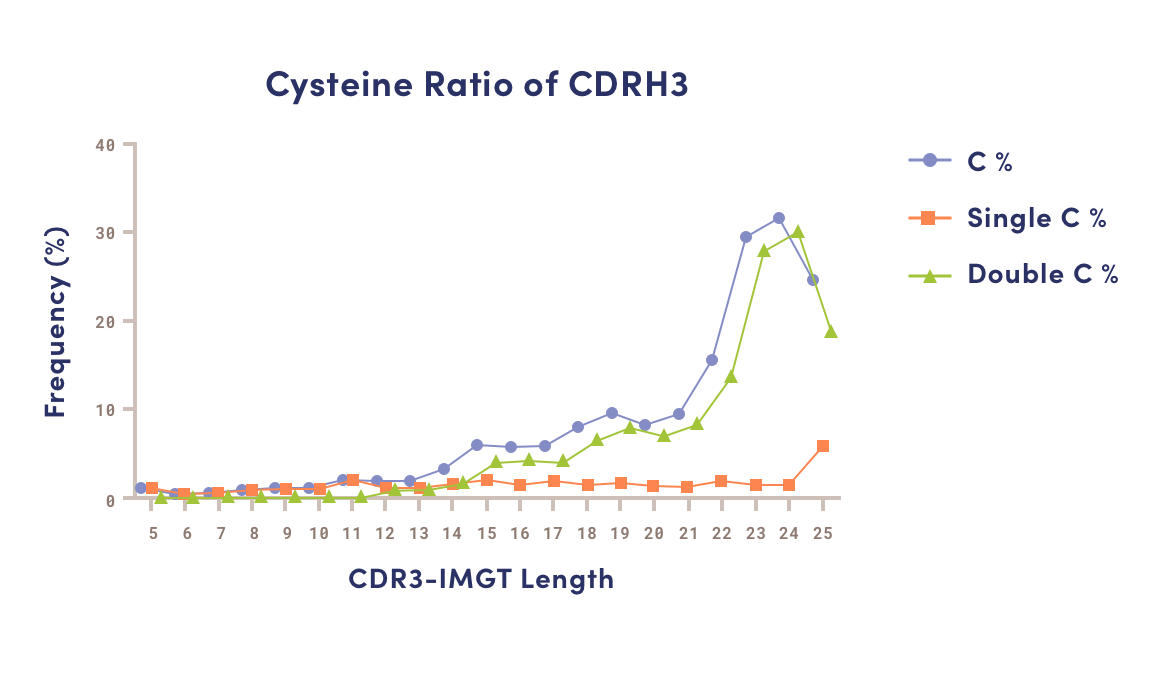 Cysteine Ratio of CDRH3
C %
Single C %
Double C %
Frequency (%)
40
30
20
10
0
5 6 7 8 9 10 11 12 13 14 15 16 17 18 19 20 21 22 23 24 25
CDR3-IMGT Length